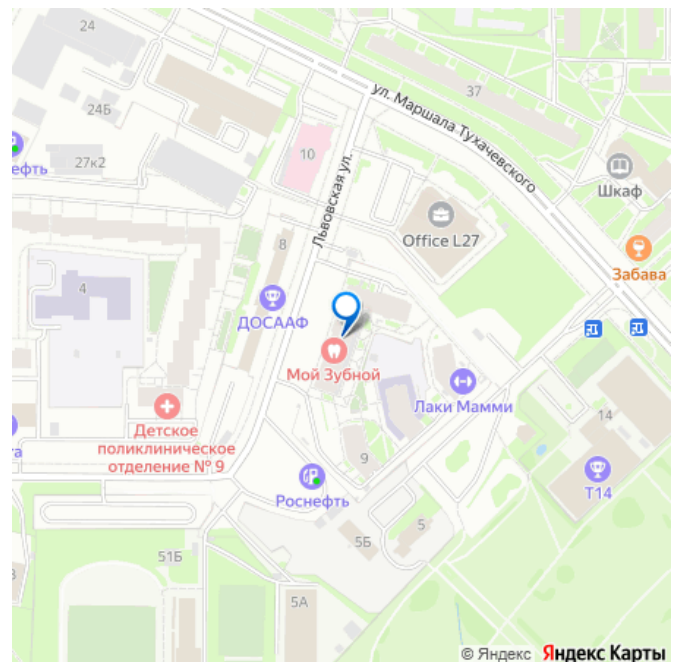 24
37
ул. Маршала Тухачевского
24Б
10
27к2
ефть
Львовская ул.
Шкаф
Office L27
8
Забава
4
ДОСААФ
Мой Зубной
Лаки Мамми
Детское
поликлиническое
отделение № 9
14
9
Т14
Роснефть
5
5Б
51Б
5А
© Яндекс Яндекс Карты